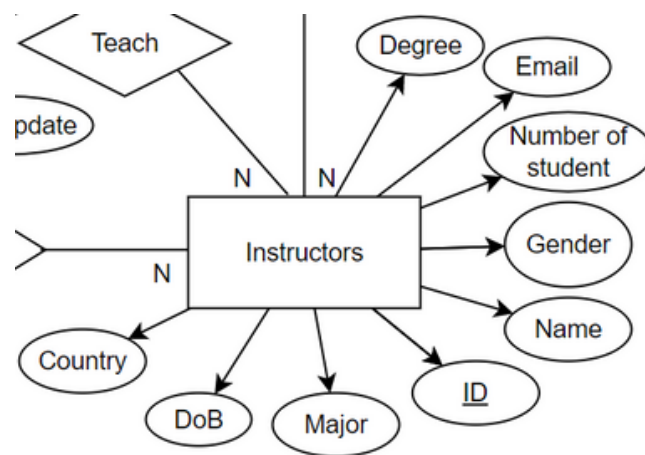 Teach
Degree
Email
pdate
Number of
student
N
N
Instructors
Gender
N
Name
Country
ID
DoB
Major